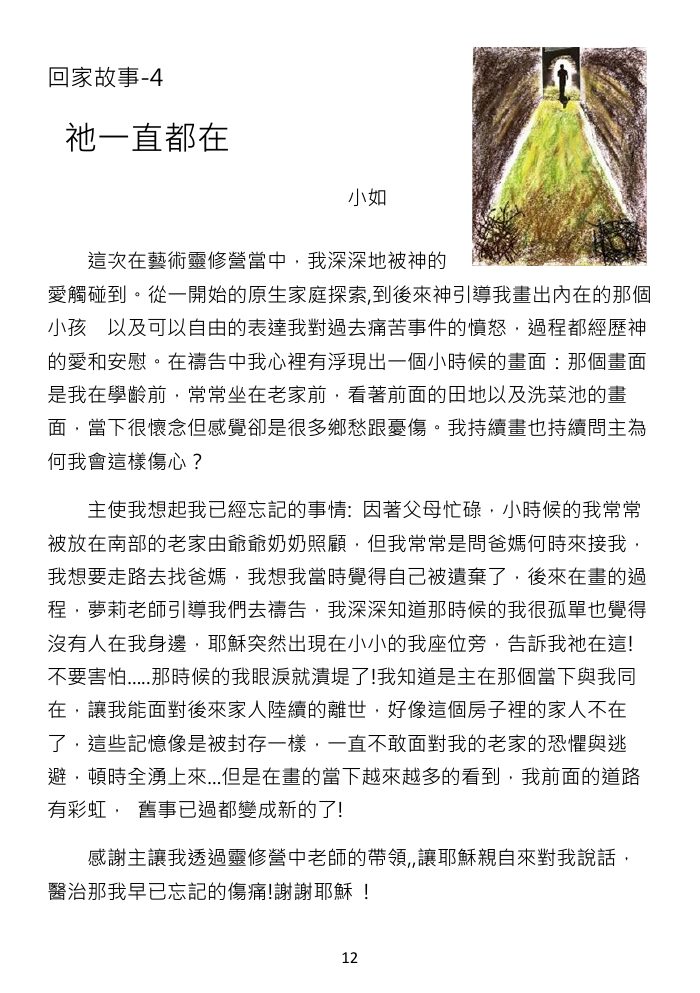 回家故事-4
祂一直都在
小如
這次在藝術靈修營當中，我深深地被神的
愛觸碰到。從一開始的原生家庭探索,到後來神引導我畫出內在的那個
小孩　以及可以自由的表達我對過去痛苦事件的憤怒，過程都經歷神
的愛和安慰。在禱告中我心裡有浮現出一個小時候的畫面：那個畫面
是我在學齡前，常常坐在老家前，看著前面的田地以及洗菜池的畫
面，當下很懷念但感覺卻是很多鄉愁跟憂傷。我持續畫也持續問主為
何我會這樣傷心？
主使我想起我已經忘記的事情: 因著父母忙碌，小時候的我常常
被放在南部的老家由爺爺奶奶照顧，但我常常是問爸媽何時來接我，
我想要走路去找爸媽，我想我當時覺得自己被遺棄了，後來在畫的過
程，夢莉老師引導我們去禱告，我深深知道那時候的我很孤單也覺得
沒有人在我身邊，耶穌突然出現在小小的我座位旁，告訴我祂在這!
不要害怕.....那時候的我眼淚就潰堤了!我知道是主在那個當下與我同
在，讓我能面對後來家人陸續的離世，好像這個房子裡的家人不在
了，這些記憶像是被封存一樣，一直不敢面對我的老家的恐懼與逃
避，頓時全湧上來...但是在畫的當下越來越多的看到，我前面的道路
有彩虹， 舊事已過都變成新的了!
感謝主讓我透過靈修營中老師的帶領,,讓耶穌親自來對我說話，
醫治那我早已忘記的傷痛!謝謝耶穌 ！
12